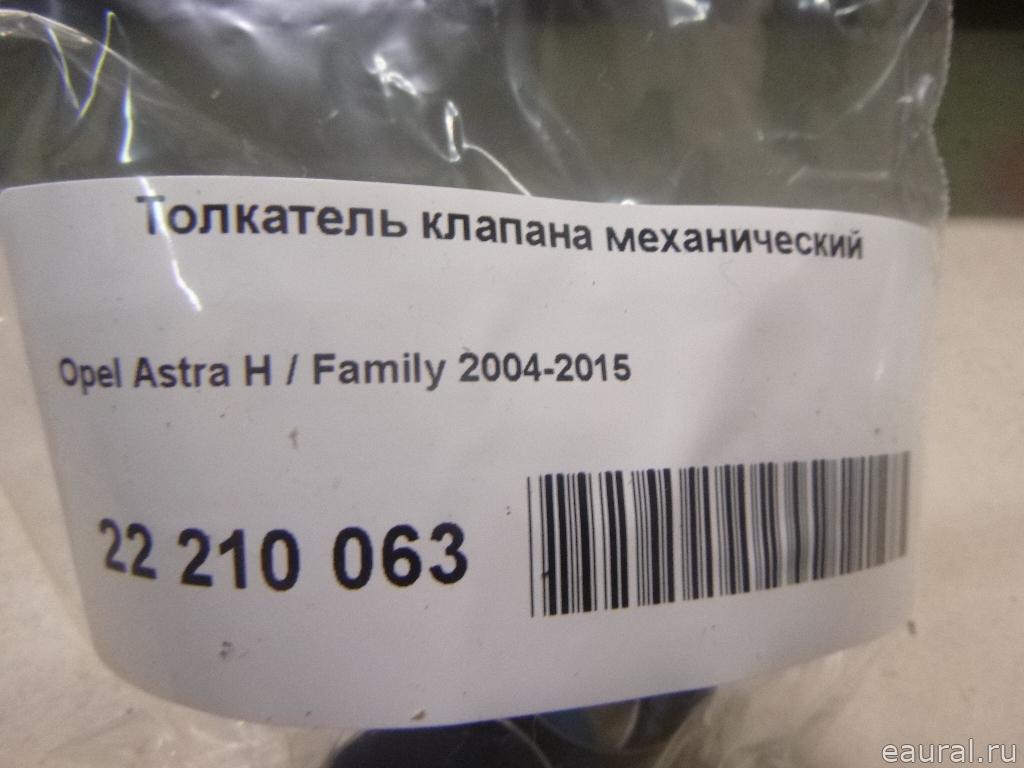 Толкатель клапана механический
Opel Astra H / Family 2004-2015
22 210 063
eaural.ru